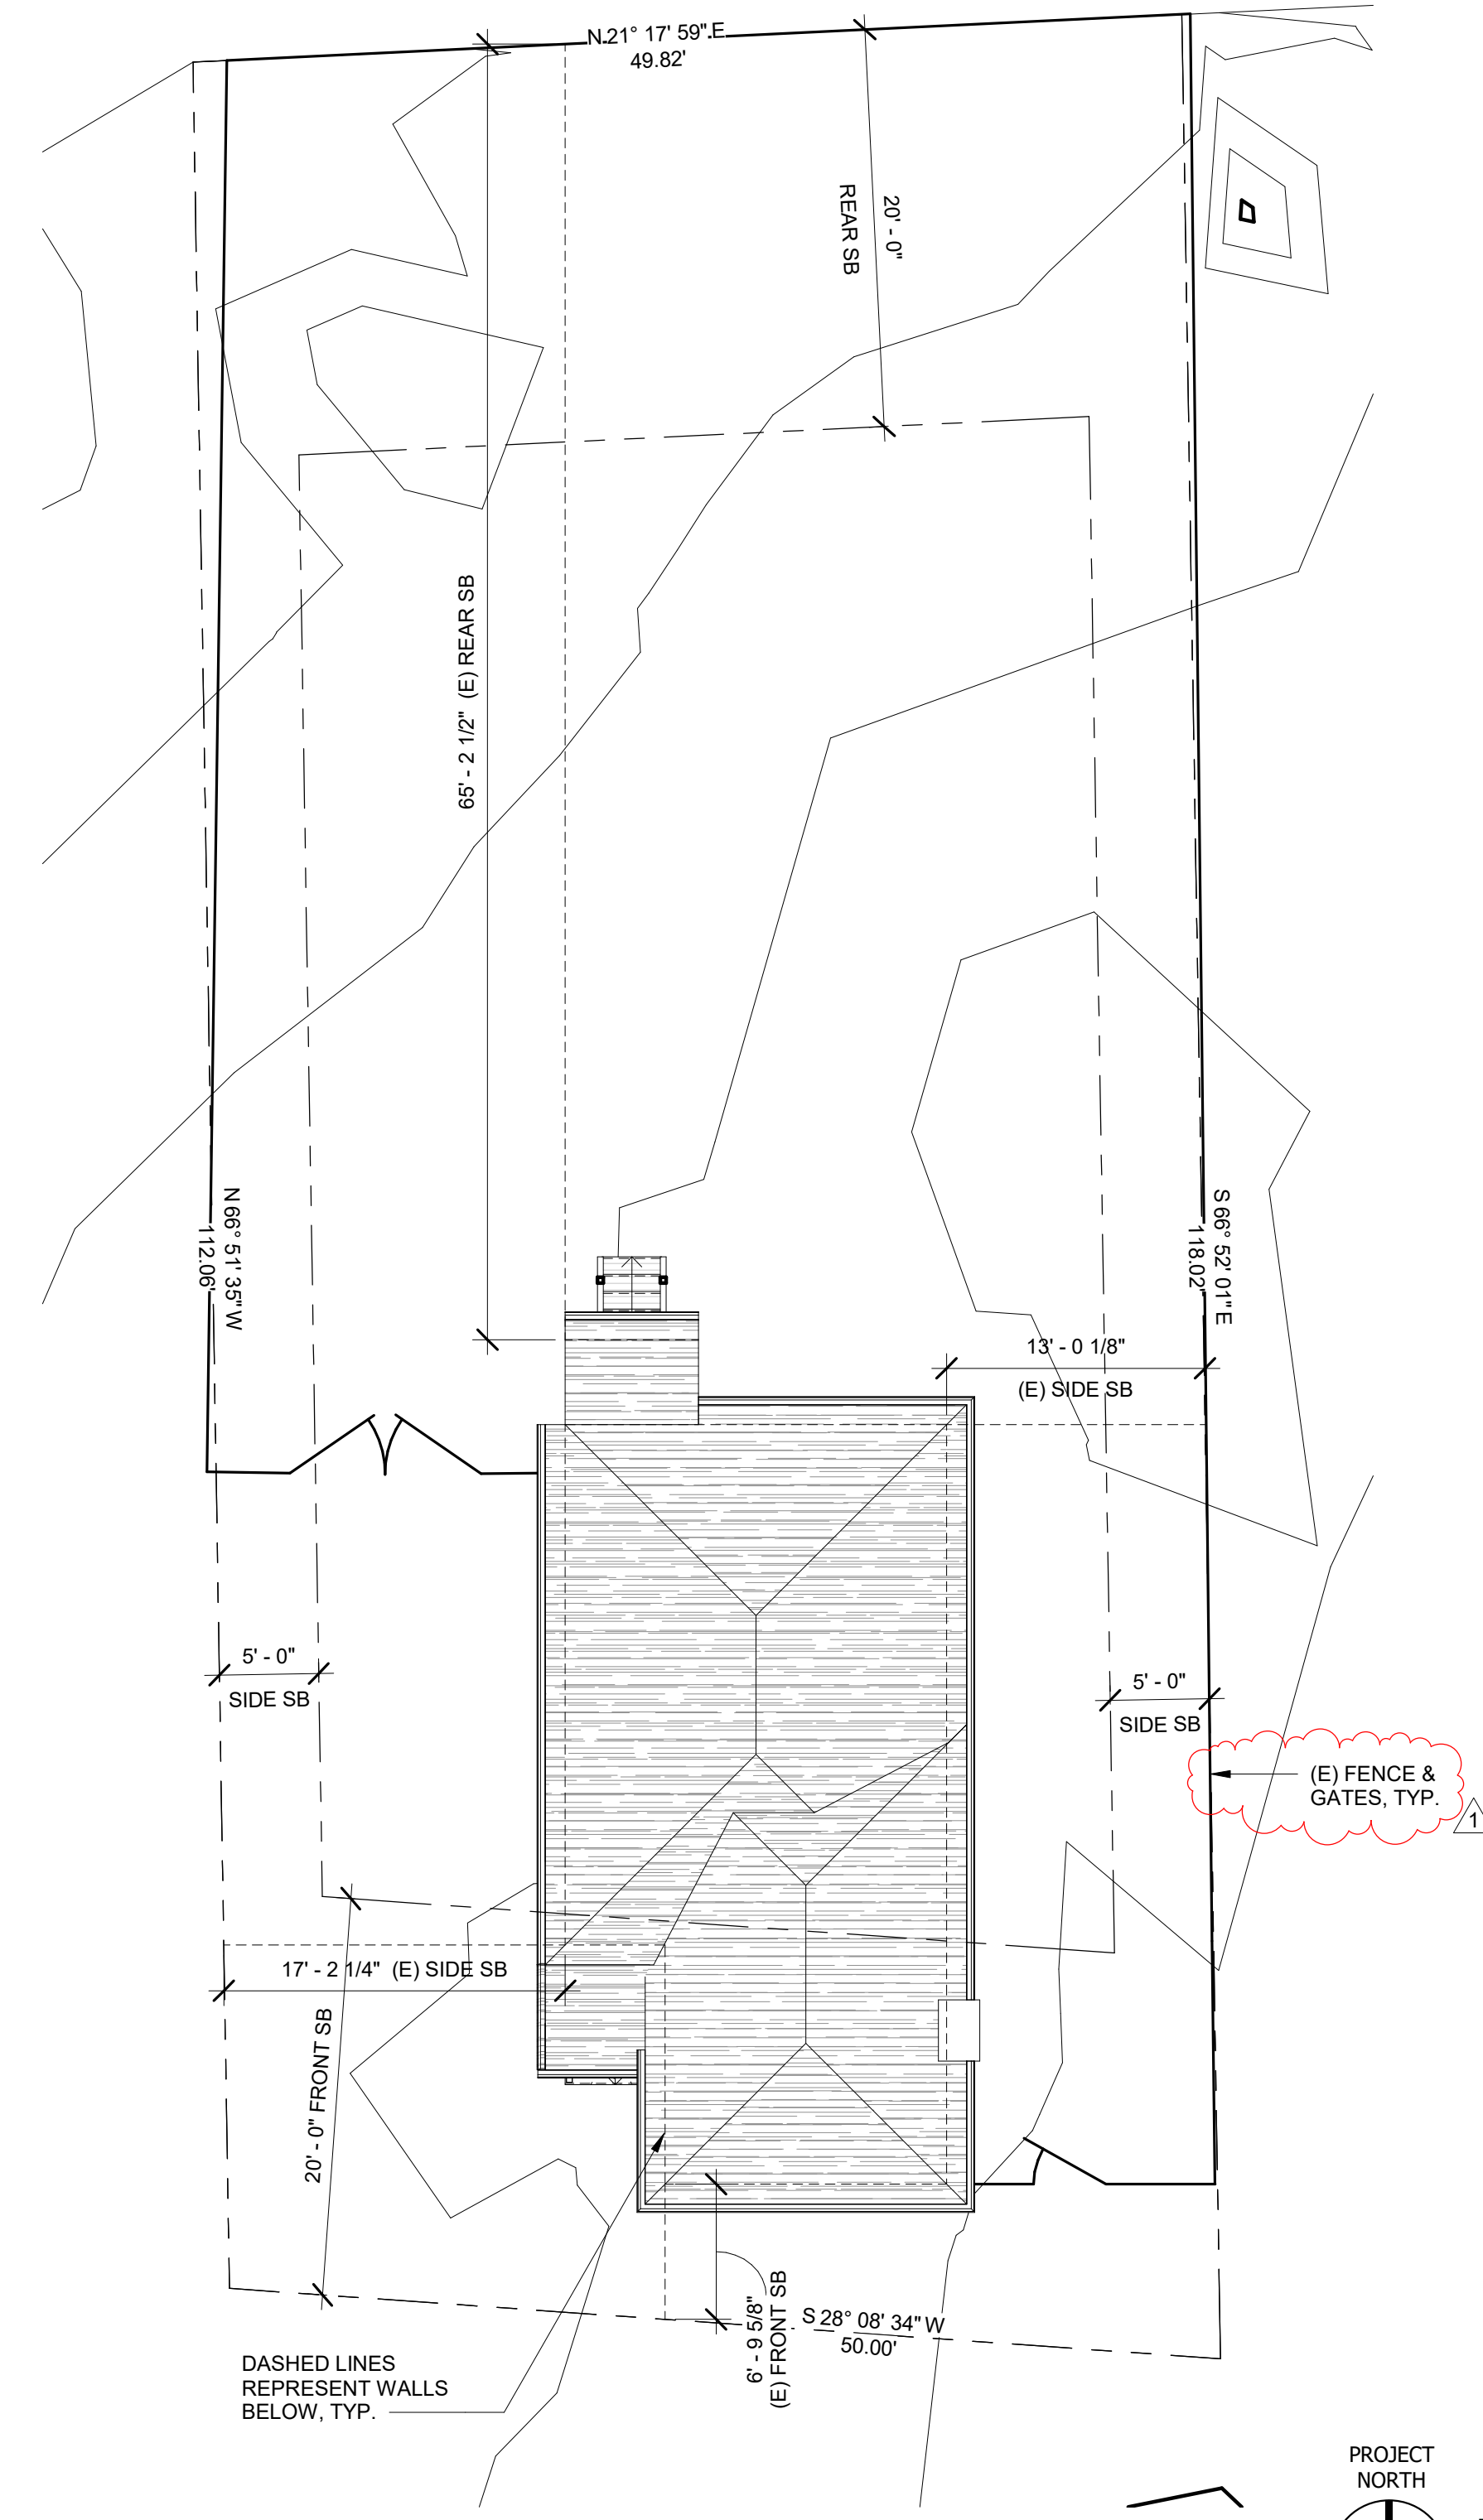 N 21° 17' 59" E
49.82'
20' - 0"
REAR SB
65' - 2 1/2" (E) REAR SB
N 66° 51' 35" W
112.06'
S 66° 52' 01" E
118.02'
13' - 0 1/8"
(E) SIDE SB
5' - 0"
SIDE SB
5' - 0"
SIDE SB
(E) FENCE &
GATES, TYP.
1
17' - 2 1/4" (E) SIDE SB
20' - 0" FRONT SB
6' - 9 5/8"
(E) FRONT SB
S 28° 08' 34" W
50.00'
DASHED LINES
REPRESENT WALLS
BELOW, TYP.
PROJECT
NORTH